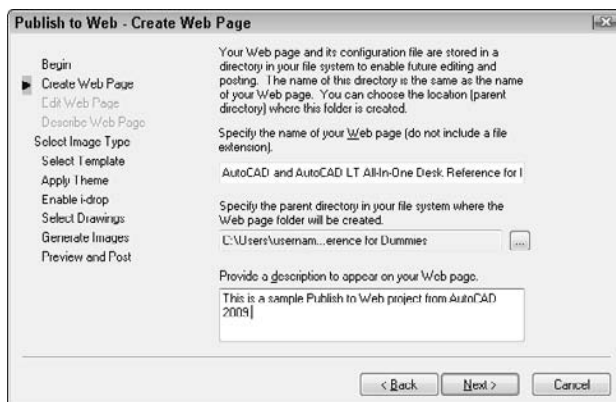 Publish to Web - Create Web Page
Begin
Create Web Page
Edit Web Page
Describe Web Page
Select Image Type
Select Template
Apply Theme
Enable i-drop
Select Drawings
Generate Images
Preview and Post
Your Web page and its configuration file are stored in a
directory in your file system to enable future editing and
posting. The name of this directory is the same as the name
of your Web page. You can choose the location (parent
directory) where this folder is created.
Specify the name of your Web page (do not include a file
extension).
AutoCAD and AutoCAD LT All-In-One Desk Reference for I
Specify the parent directory in your file system where the
Web page folder will be created.
C:\Users\usernam...erence for Dummies
...
Provide a description to appear on your Web page.
This is a sample Publish to Web project from AutoCAD
2009
< Back
Next >
Cancel